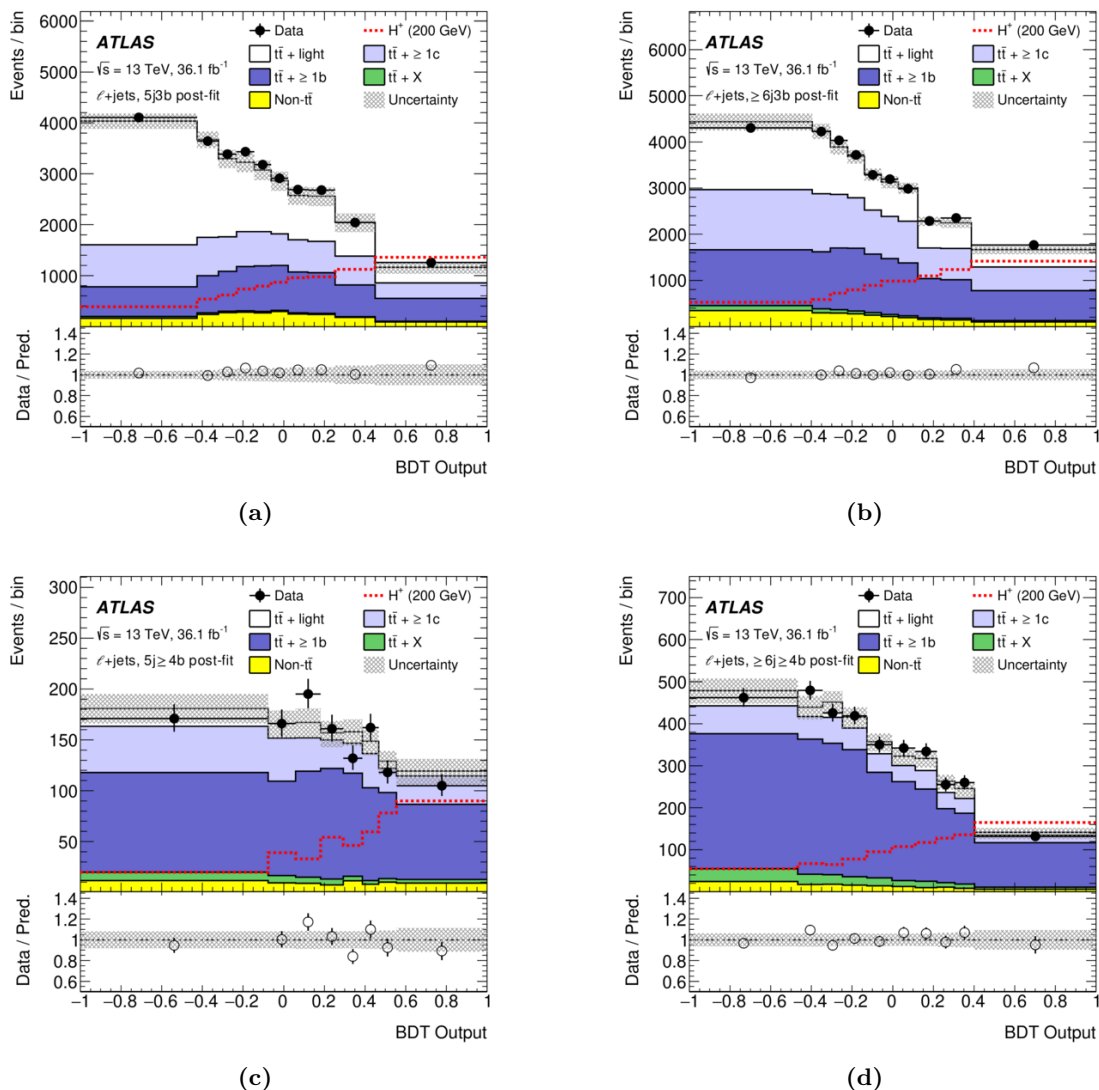 Events / bin
6000
5000
4000
3000
2000
1000
ATLAS
√s = 13 TeV, 36.1 fb⁻¹
ℓ+jets, 5j3b post-fit
Data
H⁺ (200 GeV)
tt̄ + light
tt̄ + ≥ 1c
tt̄ + ≥ 1b
tt̄ + X
Non-tt̄
Uncertainty
Data / Pred.
1.4
1.2
1
0.8
0.6
−1 −0.8 −0.6 −0.4 −0.2 0 0.2 0.4 0.6 0.8 1
BDT Output
(a)
Events / bin
6000
5000
4000
3000
2000
1000
ATLAS
√s = 13 TeV, 36.1 fb⁻¹
ℓ+jets, ≥ 6j3b post-fit
Data
H⁺ (200 GeV)
tt̄ + light
tt̄ + ≥ 1c
tt̄ + ≥ 1b
tt̄ + X
Non-tt̄
Uncertainty
Data / Pred.
1.4
1.2
1
0.8
0.6
−1 −0.8 −0.6 −0.4 −0.2 0 0.2 0.4 0.6 0.8 1
BDT Output
(b)
Events / bin
300
250
200
150
100
50
ATLAS
√s = 13 TeV, 36.1 fb⁻¹
ℓ+jets, 5j≥ 4b post-fit
Data
H⁺ (200 GeV)
tt̄ + light
tt̄ + ≥ 1c
tt̄ + ≥ 1b
tt̄ + X
Non-tt̄
Uncertainty
Data / Pred.
1.4
1.2
1
0.8
0.6
−1 −0.8 −0.6 −0.4 −0.2 0 0.2 0.4 0.6 0.8 1
BDT Output
(c)
Events / bin
700
600
500
400
300
200
100
ATLAS
√s = 13 TeV, 36.1 fb⁻¹
ℓ+jets, ≥ 6j≥ 4b post-fit
Data
H⁺ (200 GeV)
tt̄ + light
tt̄ + ≥ 1c
tt̄ + ≥ 1b
tt̄ + X
Non-tt̄
Uncertainty
Data / Pred.
1.4
1.2
1
0.8
0.6
−1 −0.8 −0.6 −0.4 −0.2 0 0.2 0.4 0.6 0.8 1
BDT Output
(d)